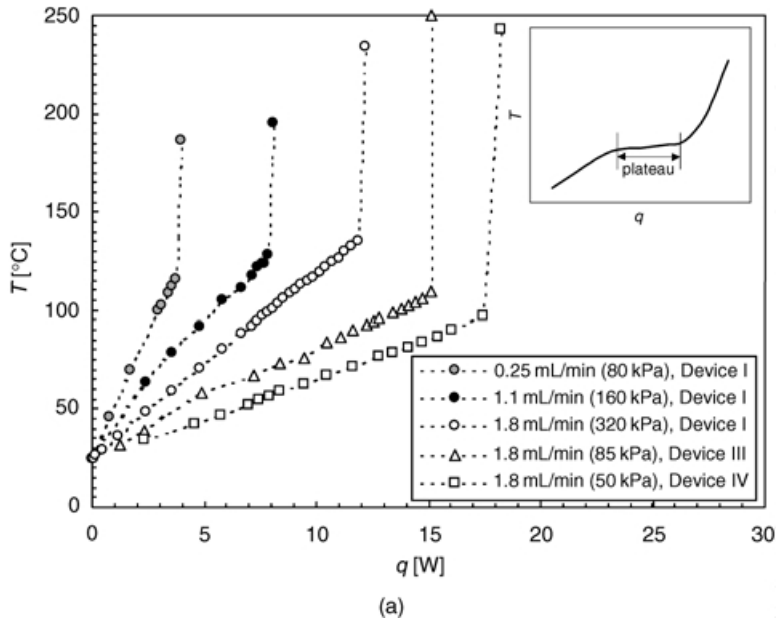 250
200
150
100
50
0
T [°C]
0 5 10 15 20 25 30
q [W]
T
plateau
q
0.25 mL/min (80 kPa), Device I
1.1 mL/min (160 kPa), Device I
1.8 mL/min (320 kPa), Device I
1.8 mL/min (85 kPa), Device III
1.8 mL/min (50 kPa), Device IV
(a)